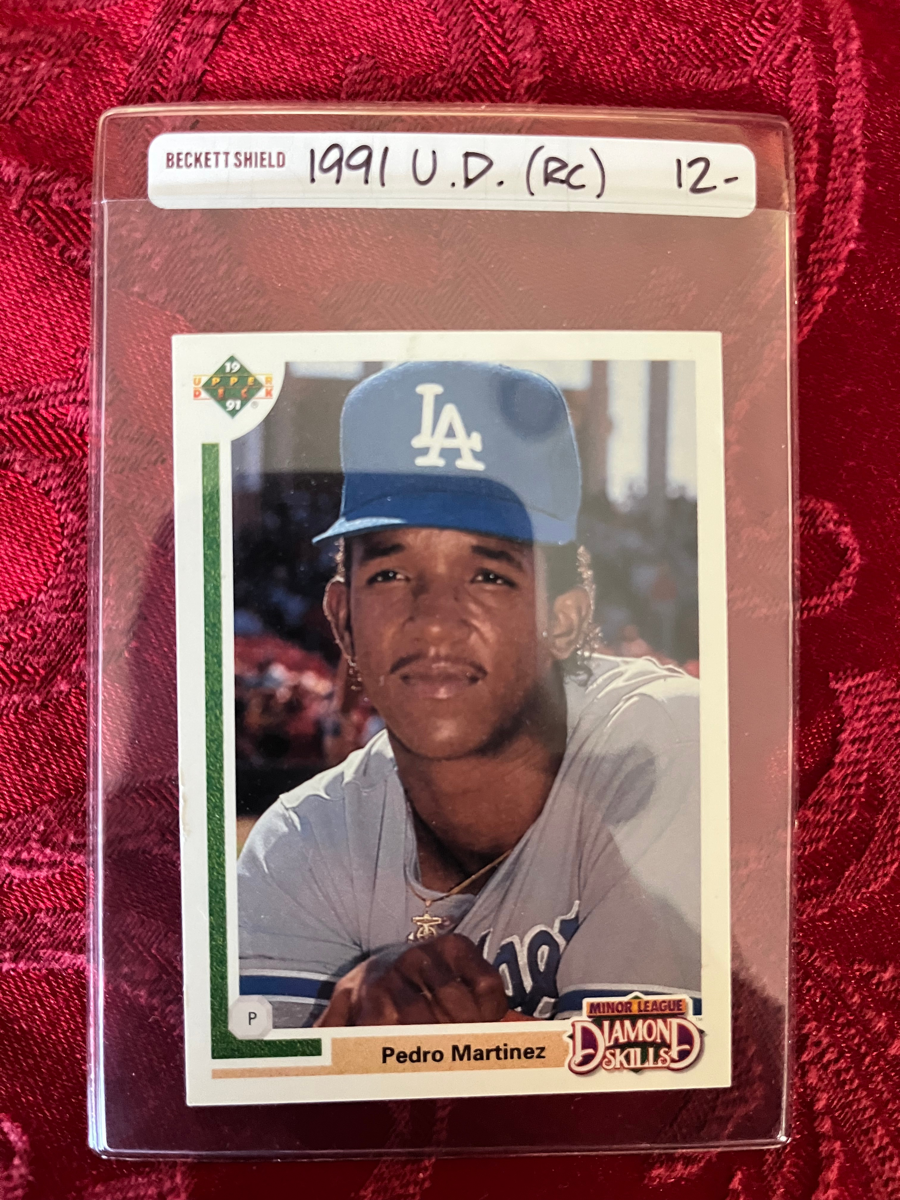 BECKETT SHIELD 1991 U.D. (RC) 12-
19
UPPER
DECK®
91
LA
P
Pedro Martinez
MINOR LEAGUE
DIAMOND
SKILLS